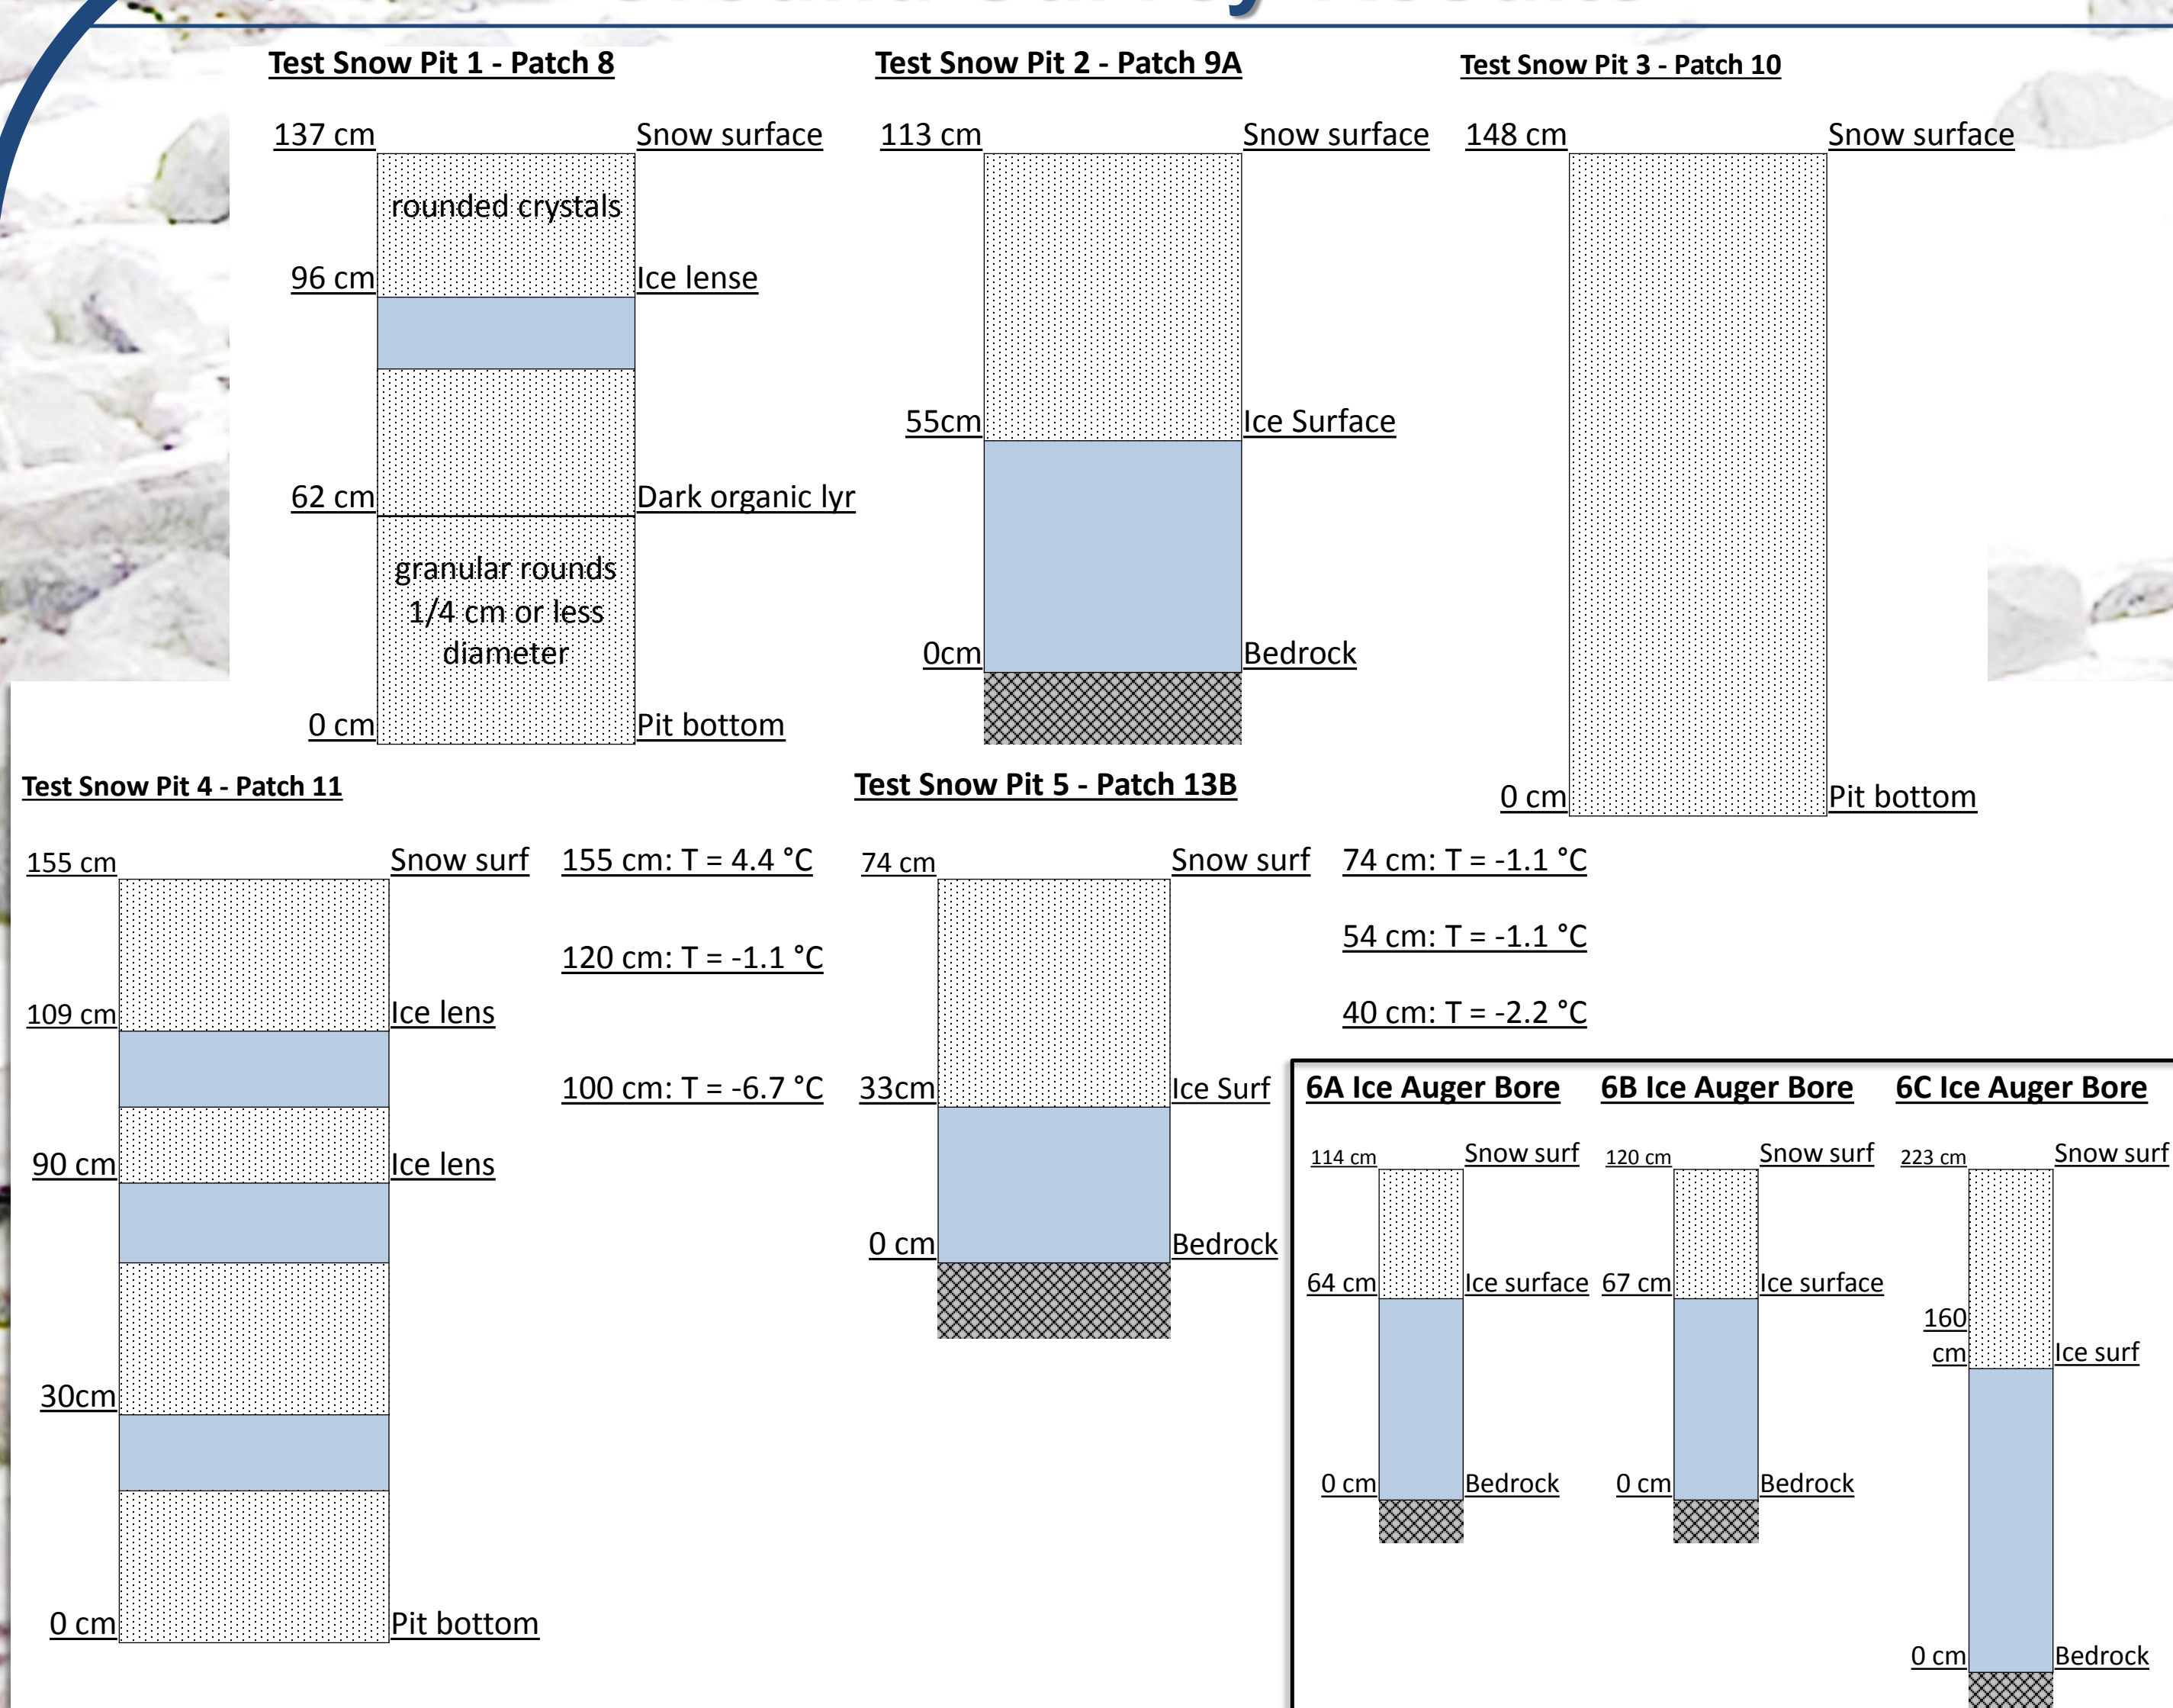 Test Snow Pit 1 - Patch 8
137 cm
Snow surface
rounded crystals
96 cm
Ice lense
62 cm
Dark organic lyr
granular rounds
1/4 cm or less
diameter
0 cm
Pit bottom
Test Snow Pit 2 - Patch 9A
113 cm
Snow surface
55cm
Ice Surface
0cm
Bedrock
Test Snow Pit 3 - Patch 10
148 cm
Snow surface
0 cm
Pit bottom
Test Snow Pit 4 - Patch 11
155 cm
Snow surf
155 cm: T = 4.4 °C
120 cm: T = -1.1 °C
109 cm
Ice lens
100 cm: T = -6.7 °C
90 cm
Ice lens
30cm
0 cm
Pit bottom
Test Snow Pit 5 - Patch 13B
74 cm
Snow surf
74 cm: T = -1.1 °C
54 cm: T = -1.1 °C
40 cm: T = -2.2 °C
33cm
Ice Surf
0 cm
Bedrock
6A Ice Auger Bore
114 cm
Snow surf
64 cm
Ice surface
0 cm
Bedrock
6B Ice Auger Bore
120 cm
Snow surf
67 cm
Ice surface
0 cm
Bedrock
6C Ice Auger Bore
223 cm
Snow surf
160
cm
Ice surf
0 cm
Bedrock